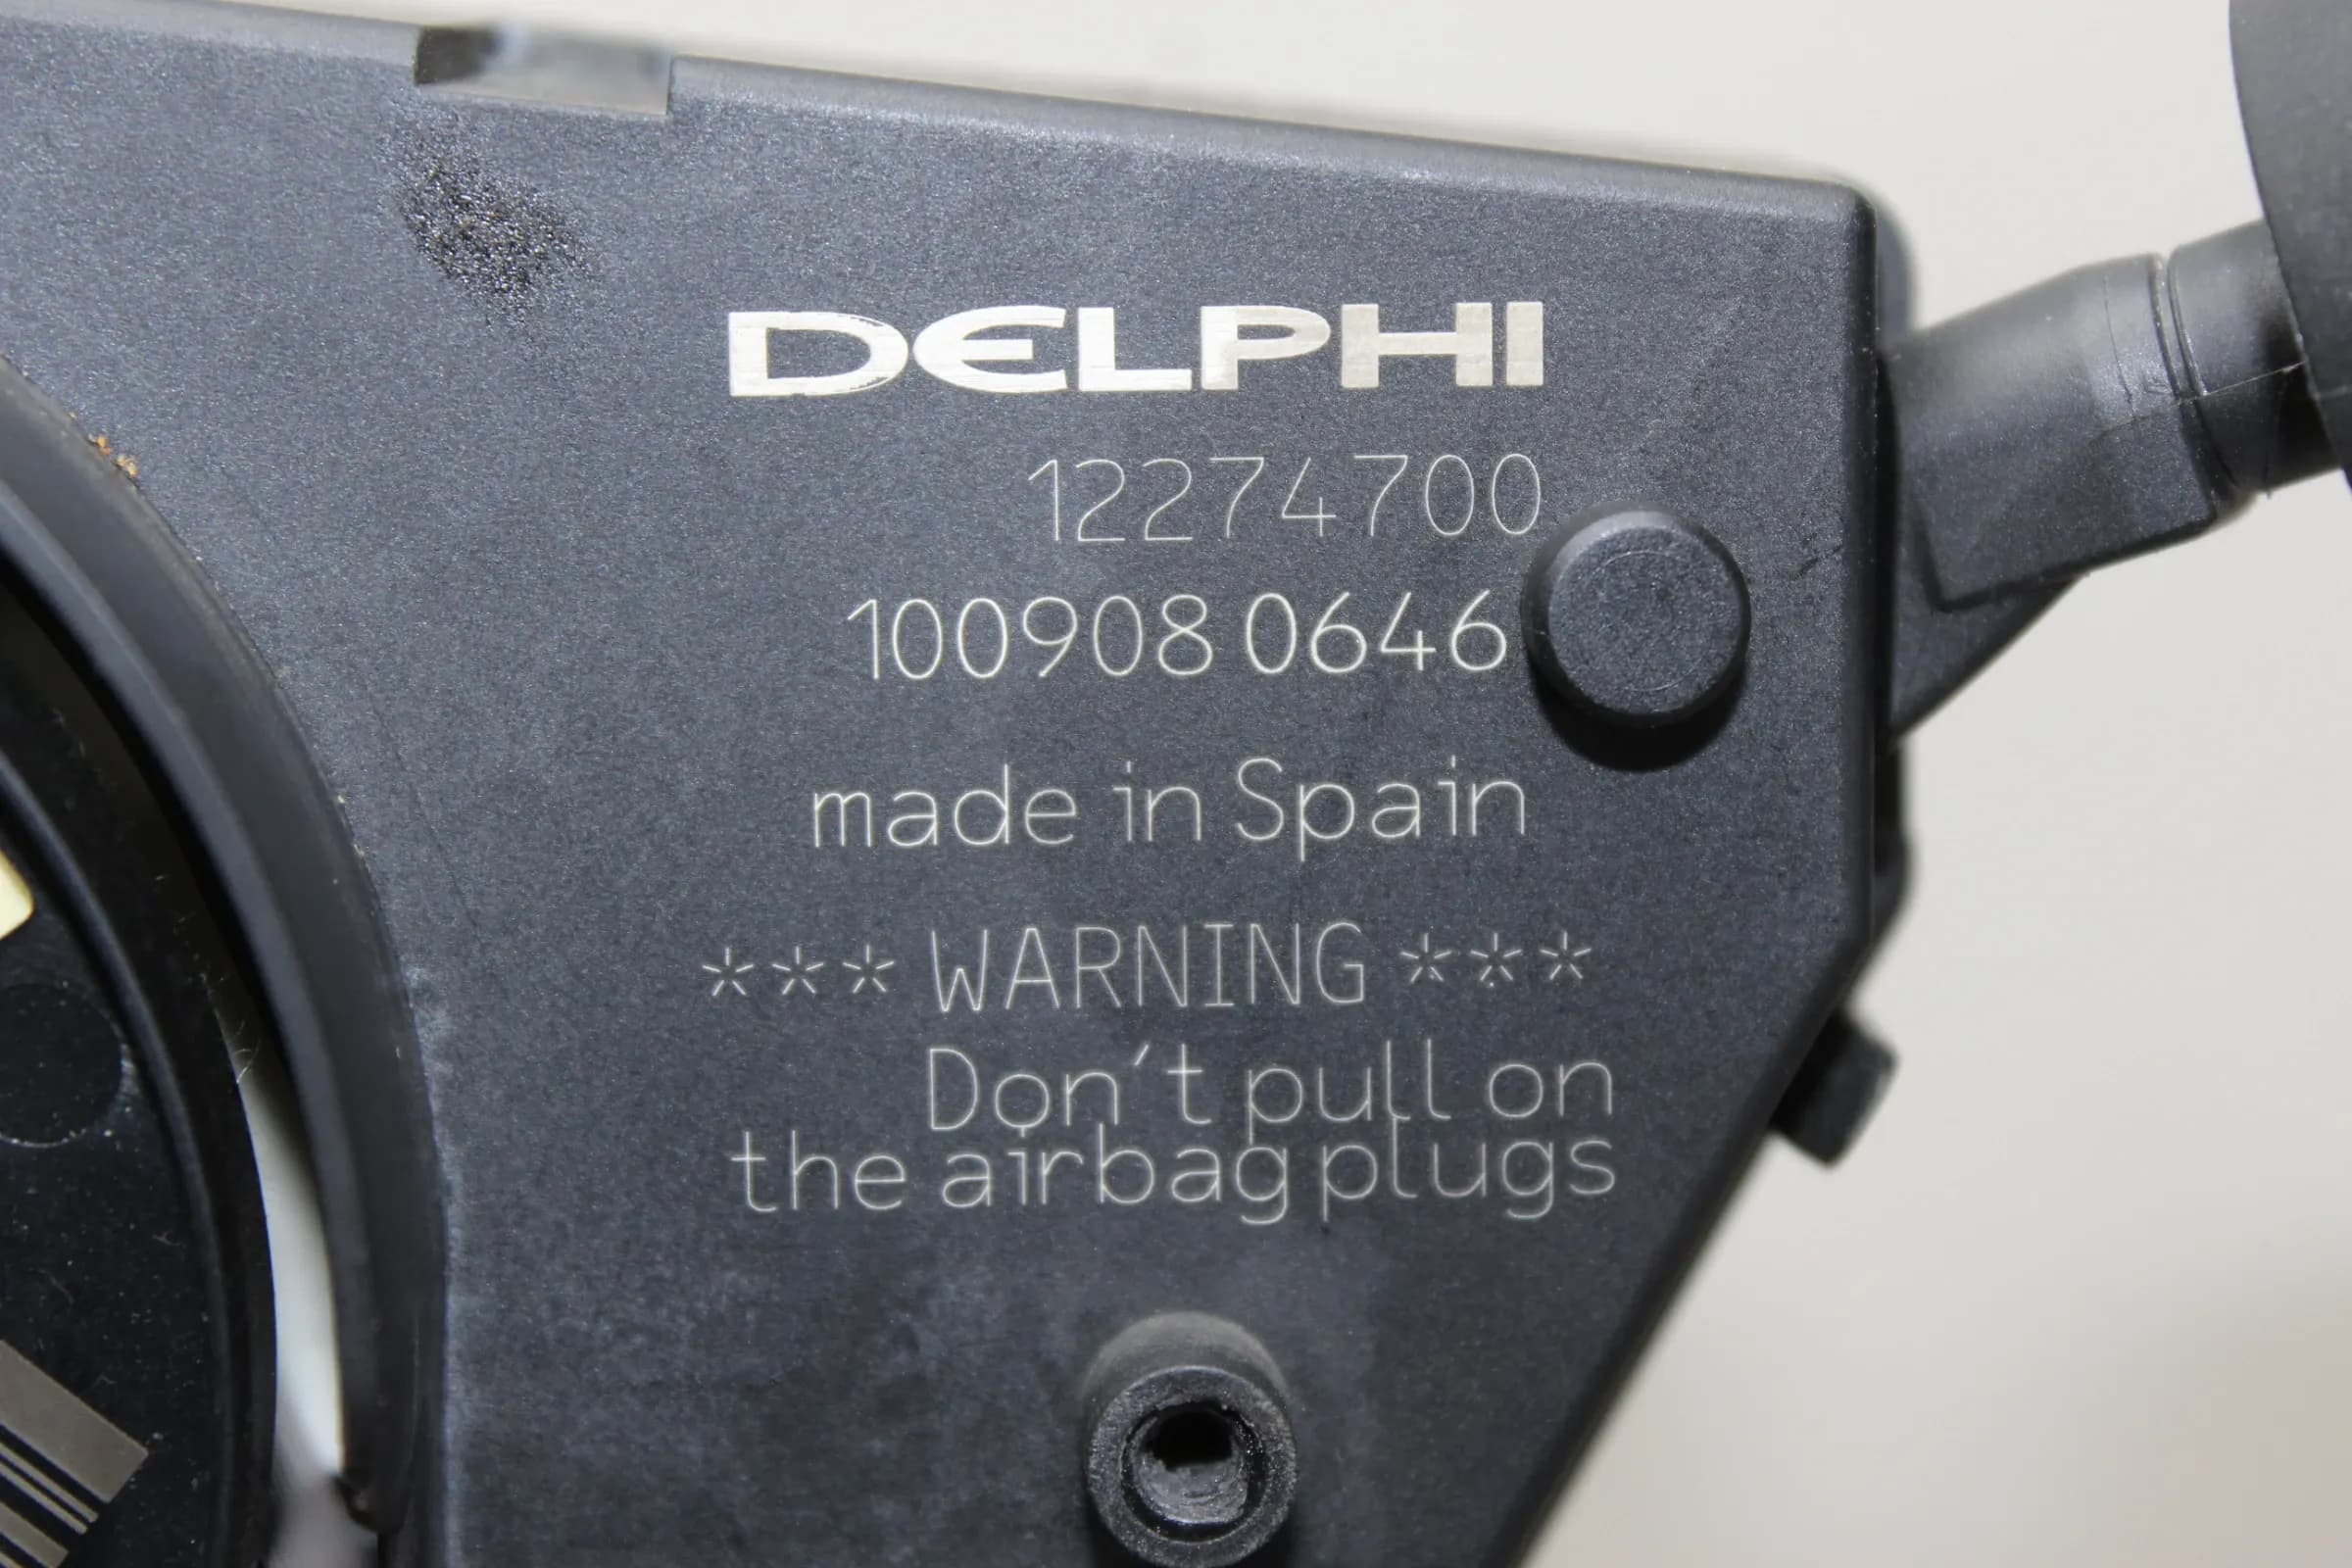 DELPHI
12274700
100908 0646
made in Spain
*** WARNING ***
Don't pull on
the airbag plugs